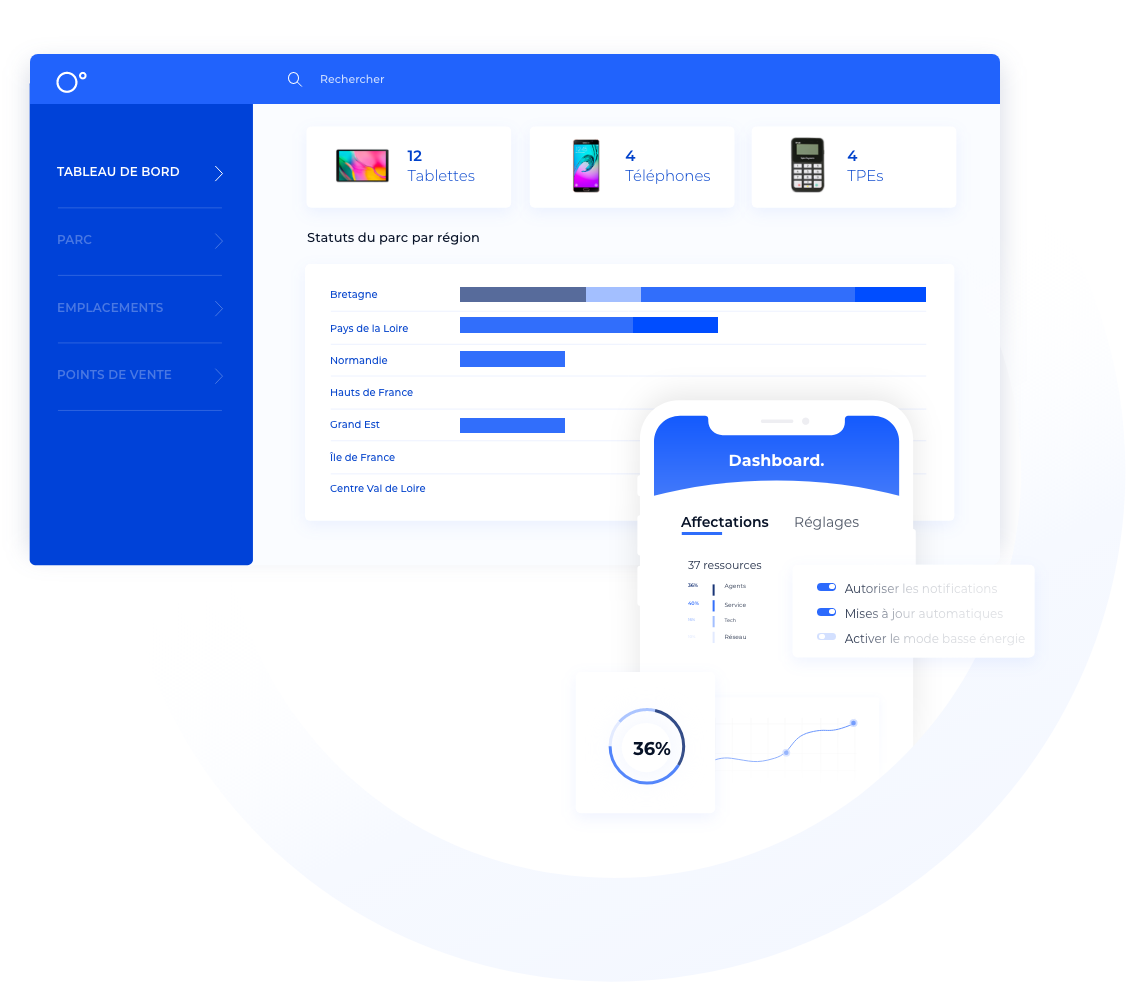 Rechercher
TABLEAU DE BORD
PARC
EMPLACEMENTS
POINTS DE VENTE
12
Tablettes
4
Téléphones
4
TPEs
Statuts du parc par région
Bretagne
Pays de la Loire
Normandie
Hauts de France
Grand Est
Île de France
Centre Val de Loire
Dashboard.
Affectations Réglages
37 ressources
36% Agents
40% Service
Tech
Réseau
Autoriser les notifications
Mises à jour automatiques
Activer le mode basse énergie
36%